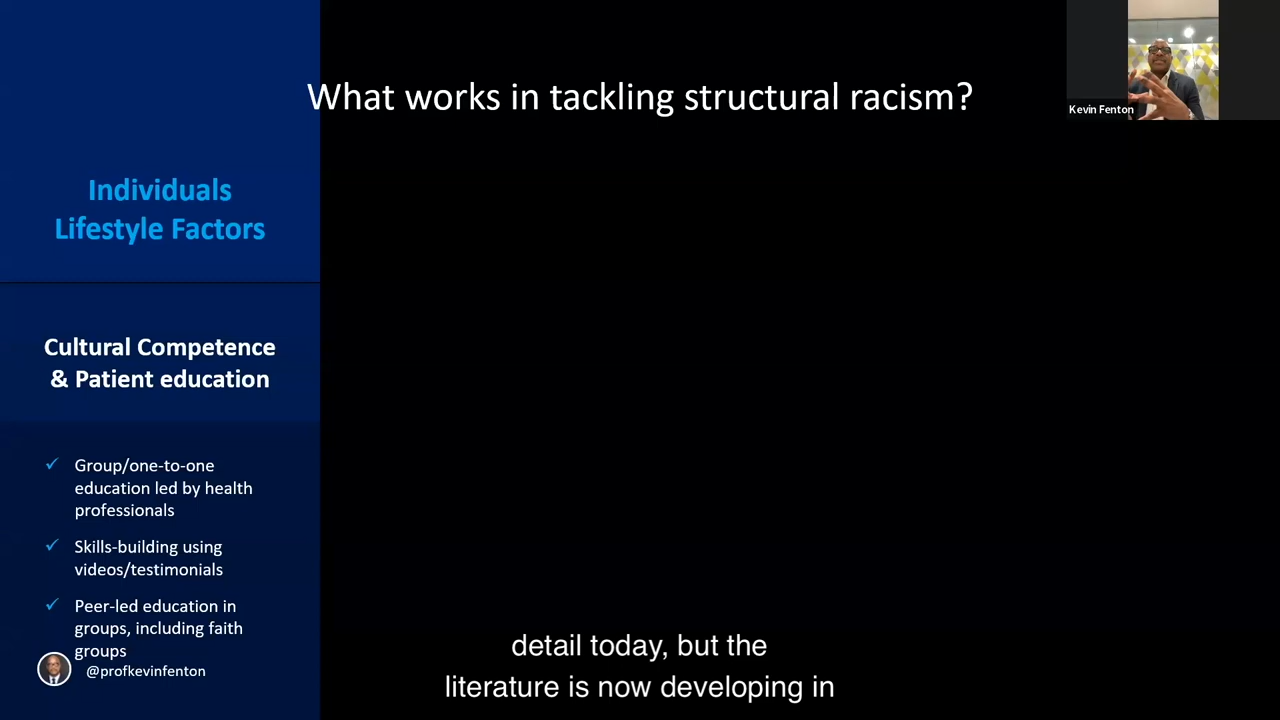 What works in tackling structural racism?
Kevin Fenton
Individuals
Lifestyle Factors
Cultural Competence
& Patient education
✓ Group/one-to-one
education led by health
professionals
✓ Skills-building using
videos/testimonials
✓ Peer-led education in
groups, including faith
groups
@profkevinfenton
detail today, but the
literature is now developing in